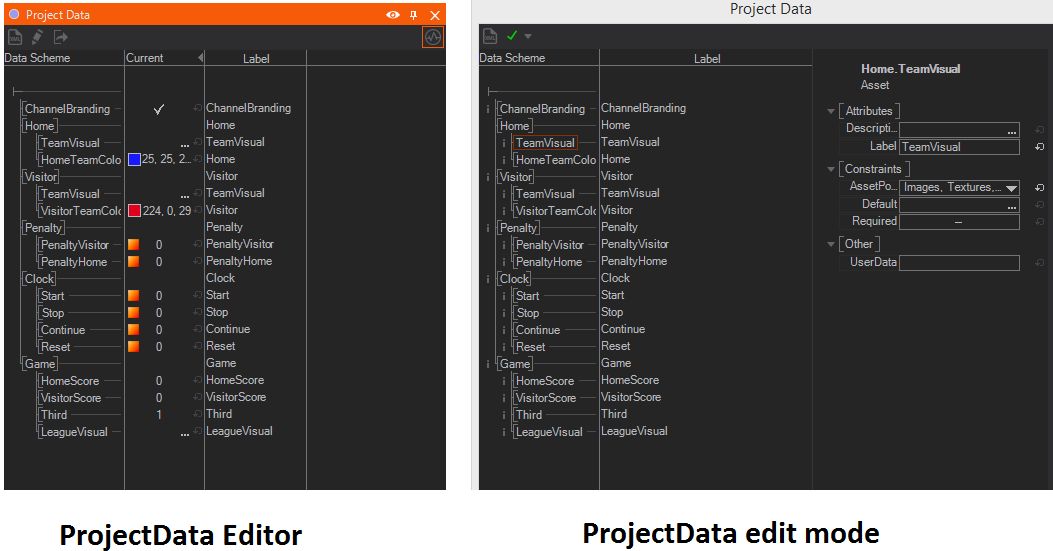 Project Data
XML
Data Scheme Current Label
ChannelBranding ChannelBranding
Home Home
TeamVisual ... TeamVisual
HomeTeamColo 25, 25, 2... Home
Visitor Visitor
TeamVisual ... TeamVisual
VisitorTeamColo 224, 0, 29 Visitor
Penalty Penalty
PenaltyVisitor 0 PenaltyVisitor
PenaltyHome 0 PenaltyHome
Clock Clock
Start 0 Start
Stop 0 Stop
Continue 0 Continue
Reset 0 Reset
Game Game
HomeScore 0 HomeScore
VisitorScore 0 VisitorScore
Third 1 Third
LeagueVisual ... LeagueVisual
ProjectData Editor
Project Data
XML
Data Scheme Label
i ChannelBranding ChannelBranding
Home Home
i TeamVisual TeamVisual
i HomeTeamColo Home
i Visitor Visitor
i TeamVisual TeamVisual
i VisitorTeamColo Visitor
i Penalty Penalty
i PenaltyVisitor PenaltyVisitor
i PenaltyHome PenaltyHome
i Clock Clock
i Start Start
i Stop Stop
i Continue Continue
i Reset Reset
i Game Game
i HomeScore HomeScore
i VisitorScore VisitorScore
i Third Third
i LeagueVisual LeagueVisual
Home.TeamVisual
Asset
Attributes
Descripti... ...
Label TeamVisual
Constraints
AssetPo... Images, Textures,...
Default ...
Required –
Other
UserData
ProjectData edit mode